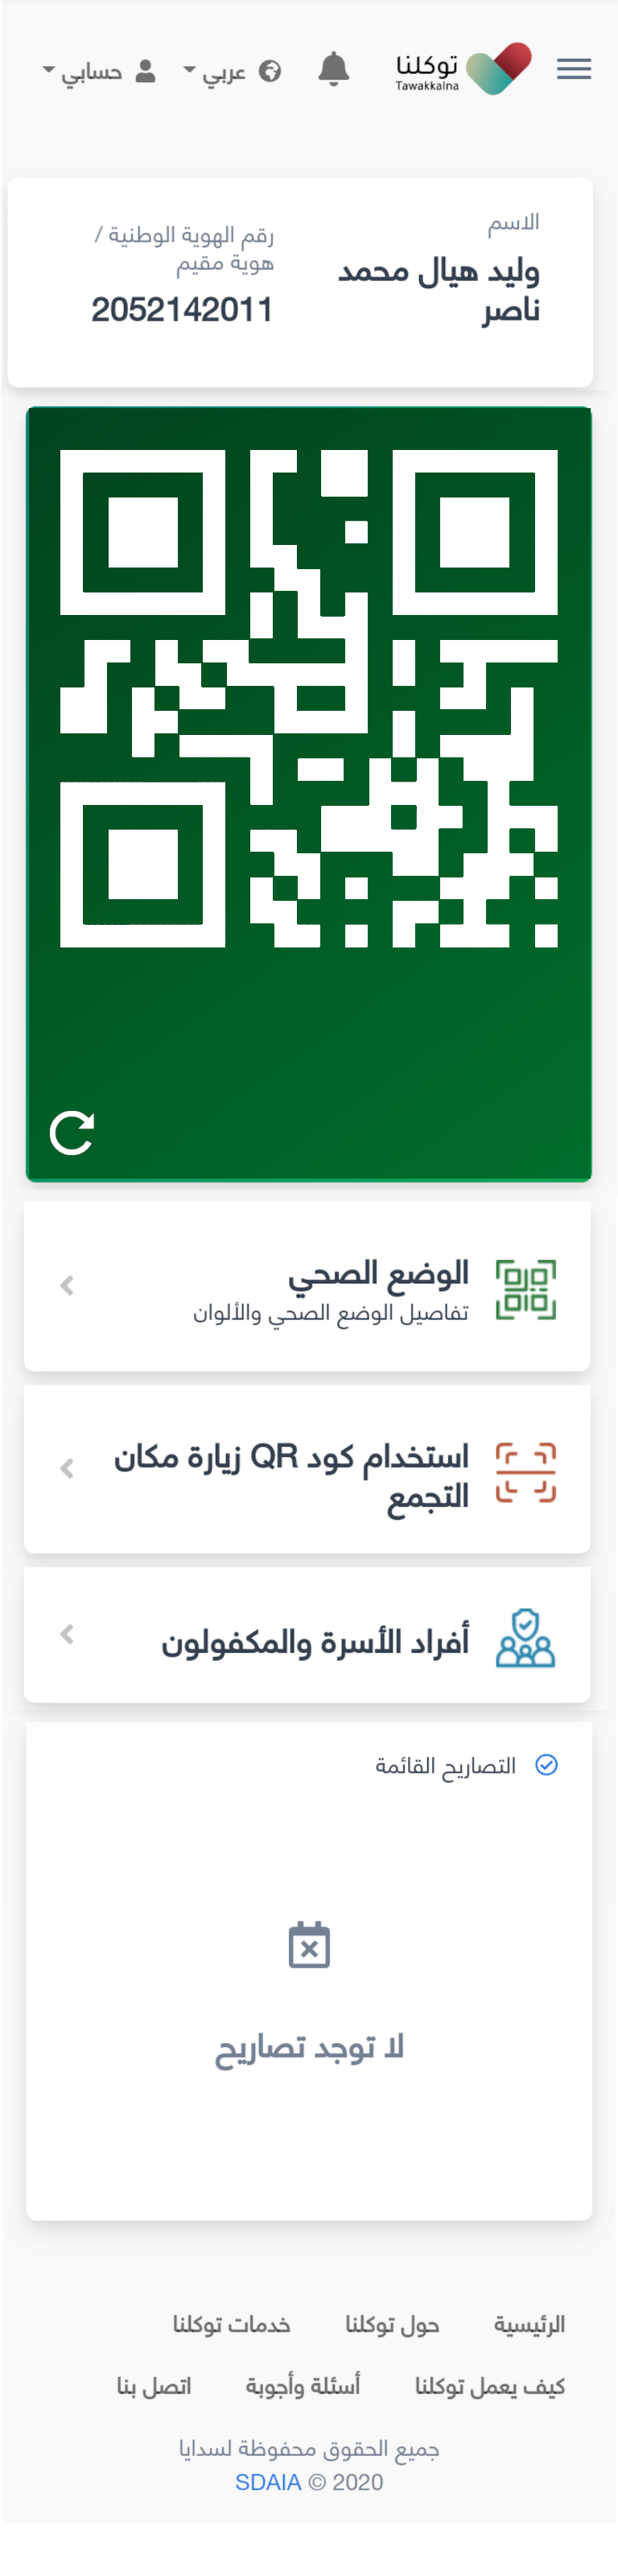 توكلنا
Tawakkalna
عربي
حسابي
الاسم
وليد هيال محمد
ناصر
رقم الهوية الوطنية /
هوية مقيم
2052142011
الوضع الصحي
تفاصيل الوضع الصحي والألوان
استخدام كود QR زيارة مكان
التجمع
أفراد الأسرة والمكفولون
التصاريح القائمة
لا توجد تصاريح
الرئيسية حول توكلنا خدمات توكلنا
كيف يعمل توكلنا أسئلة وأجوبة اتصل بنا
جميع الحقوق محفوظة لسدايا
SDAIA © 2020